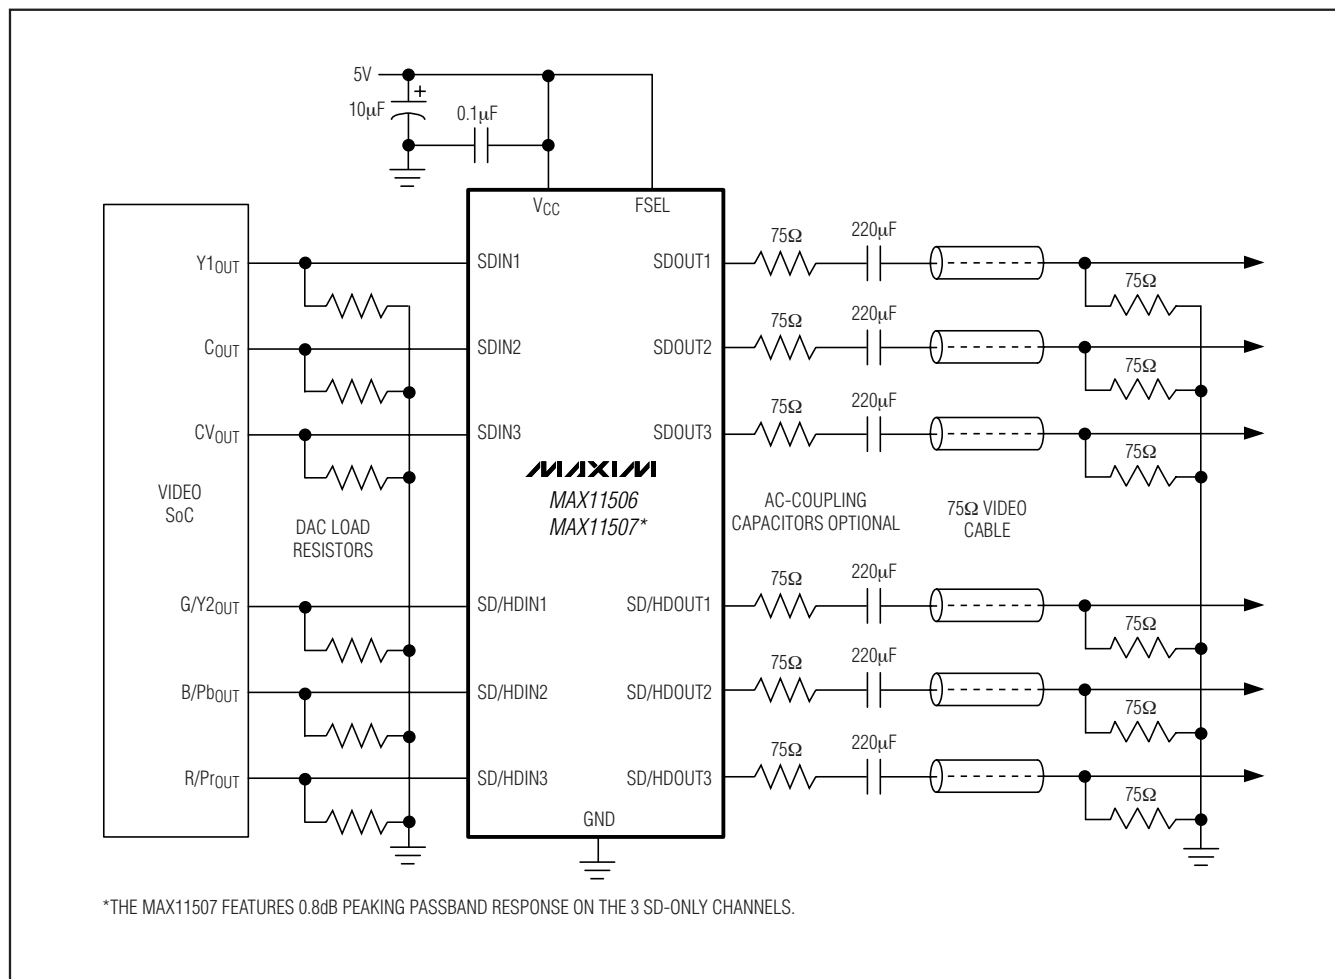 5V
+
10µF
0.1µF
VCC
FSEL
75Ω
220µF
Y1OUT
SDIN1
SDOUT1
75Ω
75Ω
220µF
COUT
SDIN2
SDOUT2
75Ω
75Ω
220µF
CVOUT
SDIN3
SDOUT3
75Ω
MAXIM
VIDEO
SoC
MAX11506
MAX11507*
DAC LOAD
RESISTORS
AC-COUPLING
CAPACITORS OPTIONAL
75Ω VIDEO
CABLE
75Ω
220µF
G/Y2OUT
SD/HDIN1
SD/HDOUT1
75Ω
75Ω
220µF
B/PbOUT
SD/HDIN2
SD/HDOUT2
75Ω
75Ω
220µF
R/PrOUT
SD/HDIN3
SD/HDOUT3
75Ω
GND
*THE MAX11507 FEATURES 0.8dB PEAKING PASSBAND RESPONSE ON THE 3 SD-ONLY CHANNELS.